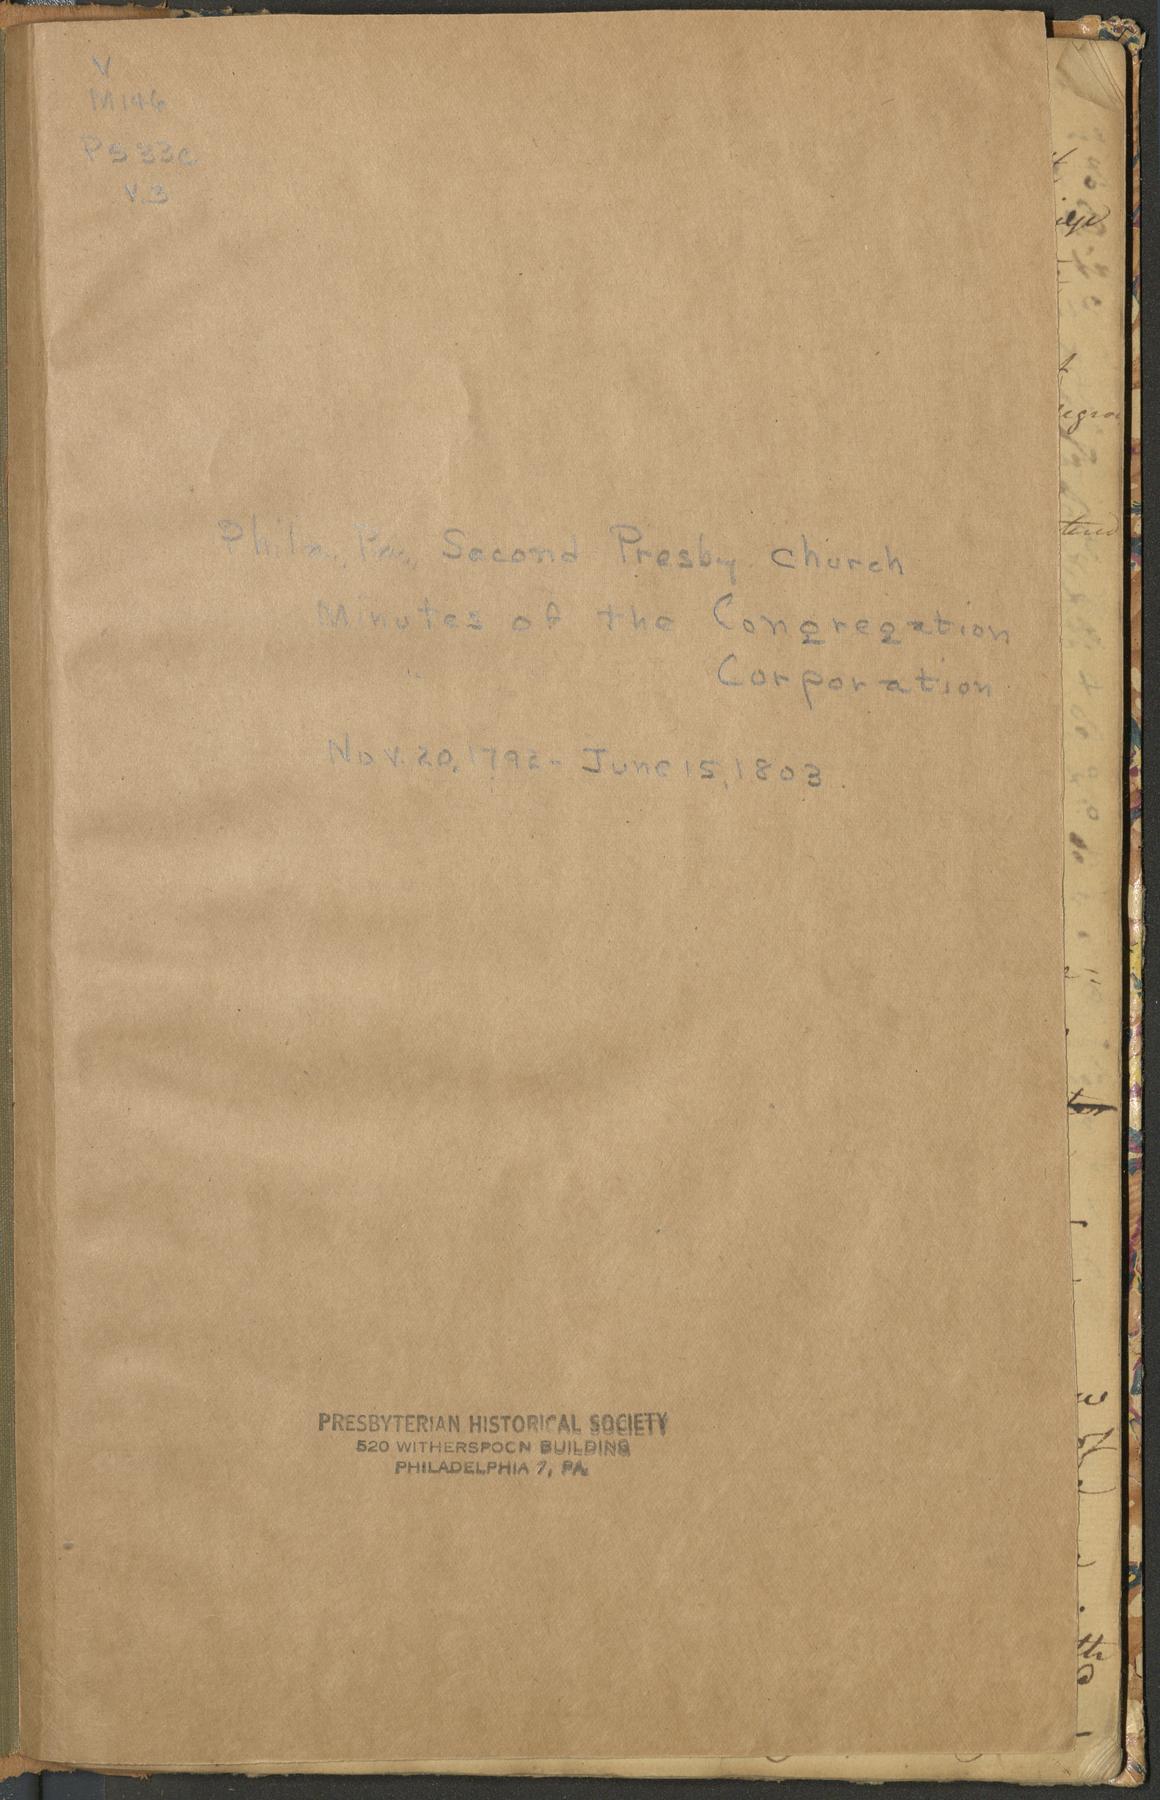 V
M146
P533c
V.3
Phila., Pa., Second Presby. Church
Minutes of the Congregation
Corporation
Nov. 20, 1792 - June 15, 1803.
PRESBYTERIAN HISTORICAL SOCIETY
520 WITHERSPOON BUILDING
PHILADELPHIA 7, PA.